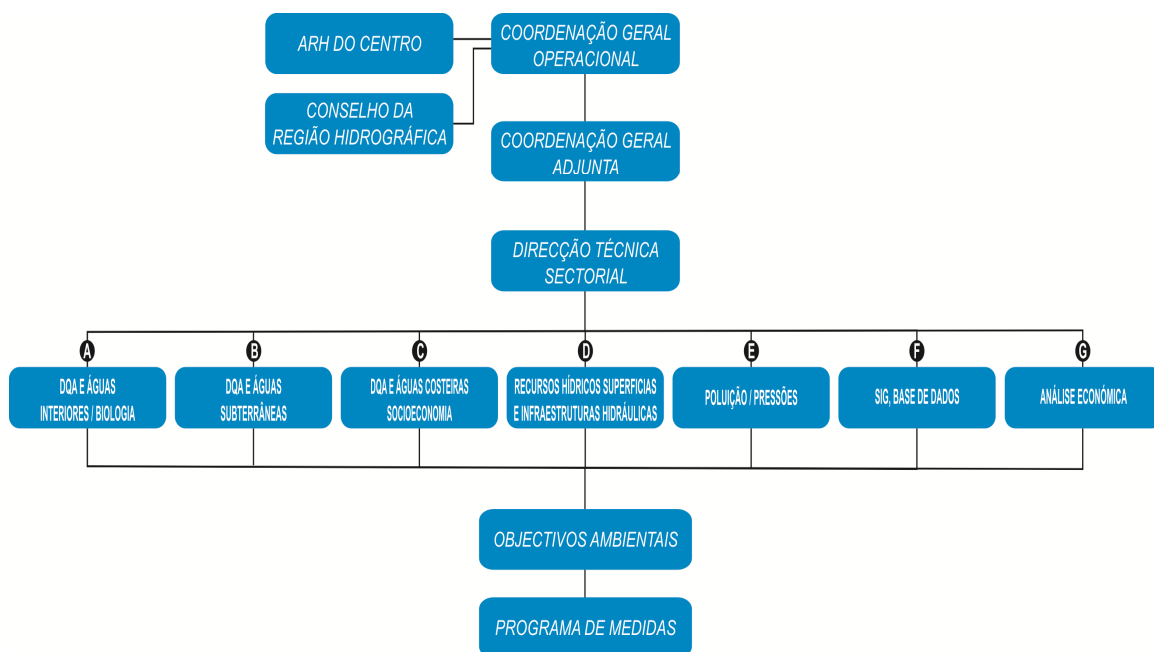 ARH DO CENTRO
COORDENAÇÃO GERAL
OPERACIONAL
CONSELHO DA
REGIÃO HIDROGRÁFICA
COORDENAÇÃO GERAL
ADJUNTA
DIRECÇÃO TÉCNICA
SECTORIAL
A
B
C
D
E
F
G
DQA E ÁGUAS
INTERIORES / BIOLOGIA
DQA E ÁGUAS
SUBTERRÂNEAS
DQA E ÁGUAS COSTEIRAS
SOCIOECONOMIA
RECURSOS HÍDRICOS SUPERFICIAS
E INFRAESTRUTURAS HIDRÁULICAS
POLUIÇÃO / PRESSÕES
SIG, BASE DE DADOS
ANÁLISE ECONÓMICA
OBJECTIVOS AMBIENTAIS
PROGRAMA DE MEDIDAS